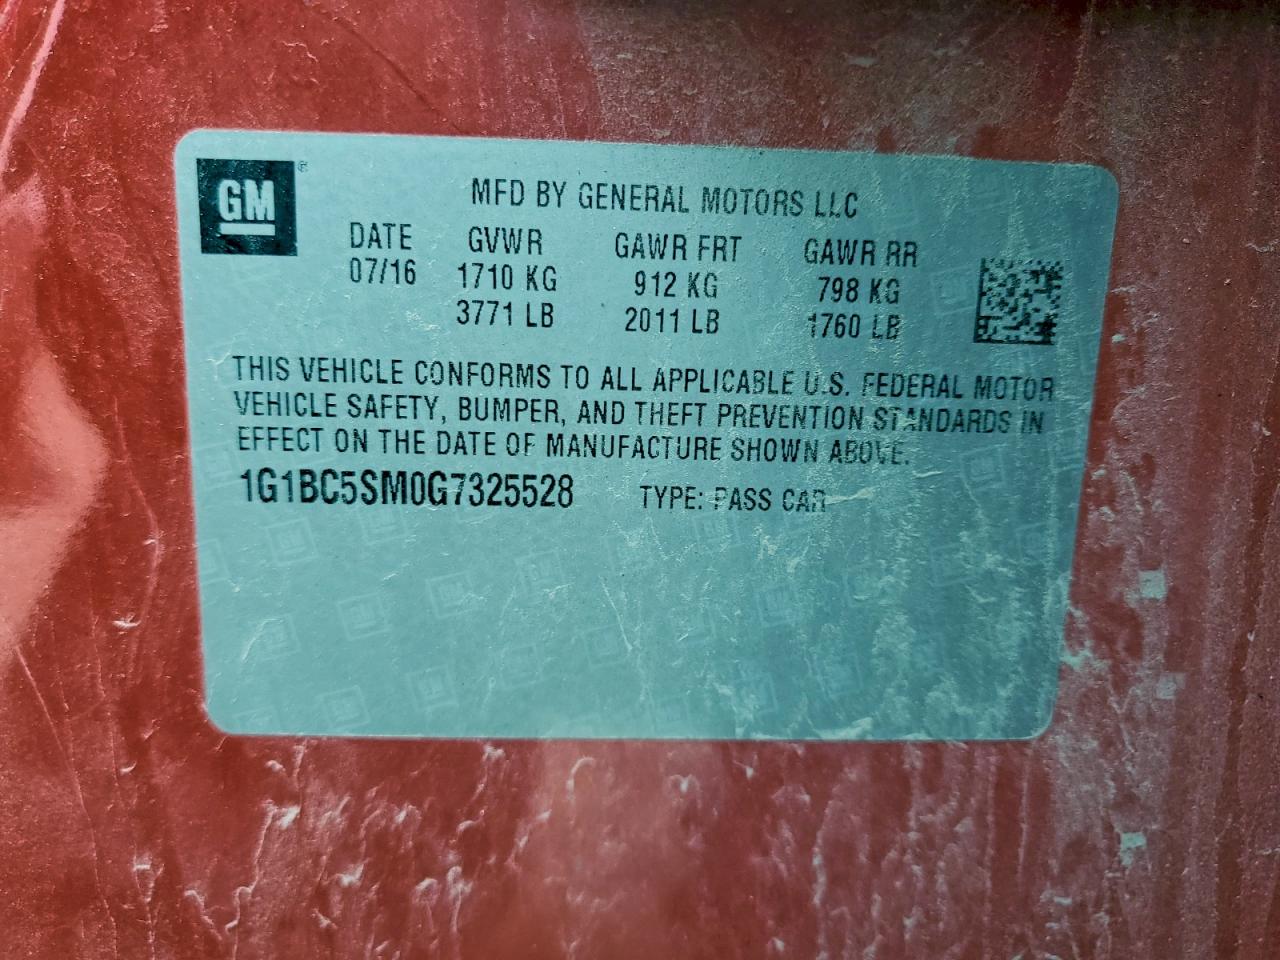 GM ®
MFD BY GENERAL MOTORS LLC
DATE GVWR GAWR FRT GAWR RR
07/16 1710 KG 912 KG 798 KG
3771 LB 2011 LB 1760 LB
THIS VEHICLE CONFORMS TO ALL APPLICABLE U.S. FEDERAL MOTOR
VEHICLE SAFETY, BUMPER, AND THEFT PREVENTION STANDARDS IN
EFFECT ON THE DATE OF MANUFACTURE SHOWN ABOVE.
1G1BC5SM0G7325528 TYPE: PASS CAR